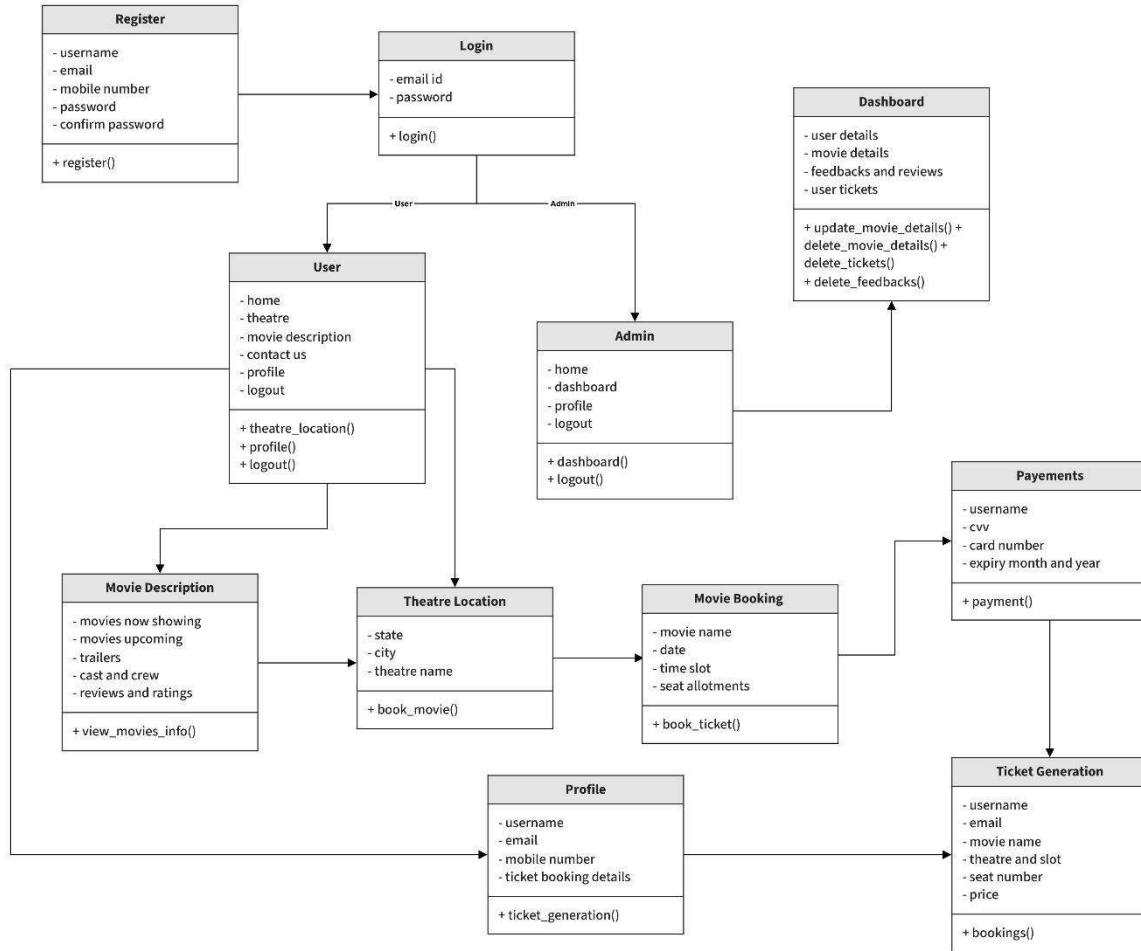 Register
- username
- email
- mobile number
- password
- confirm password
+ register()
Login
- email id
- password
+ login()
Dashboard
- user details
- movie details
- feedbacks and reviews
- user tickets
+ update_movie_details() +
delete_movie_details() +
delete_tickets()
+ delete_feedbacks()
User
Admin
User
- home
- theatre
- movie description
- contact us
- profile
- logout
+ theatre_location()
+ profile()
+ logout()
Admin
- home
- dashboard
- profile
- logout
+ dashboard()
+ logout()
Payements
- username
- cvv
- card number
- expiry month and year
+ payment()
Movie Description
- movies now showing
- movies upcoming
- trailers
- cast and crew
- reviews and ratings
+ view_movies_info()
Theatre Location
- state
- city
- theatre name
+ book_movie()
Movie Booking
- movie name
- date
- time slot
- seat allotments
+ book_ticket()
Profile
- username
- email
- mobile number
- ticket booking details
+ ticket_generation()
Ticket Generation
- username
- email
- movie name
- theatre and slot
- seat number
- price
+ bookings()